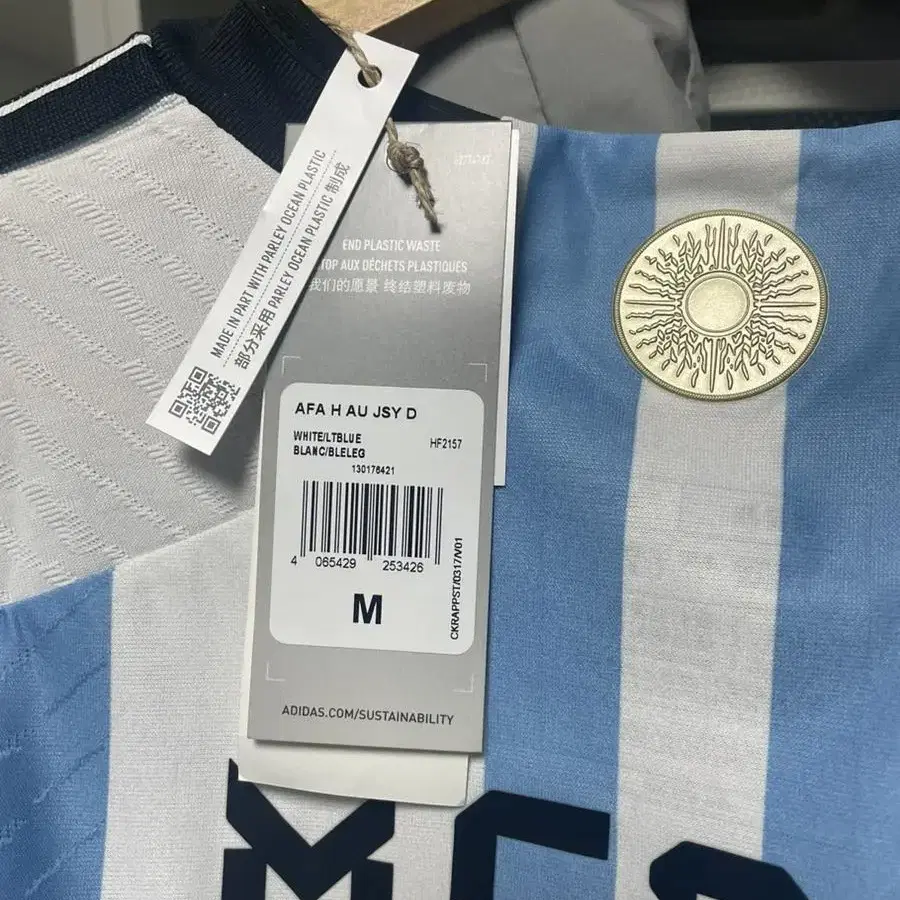 MADE IN PART WITH PARLEY OCEAN PLASTIC
部分采用 PARLEY OCEAN PLASTIC 制成
END PLASTIC WASTE
TOP AUX DÉCHETS PLASTIQUES
我们的愿景 终结塑料废物
AFA H AU JSY D
WHITE/LTBLUE
HF2157
BLANC/BLELEG
130176421
4 065429 253426
M
CKRAPPST/0317/V01
ADIDAS.COM/SUSTAINABILITY